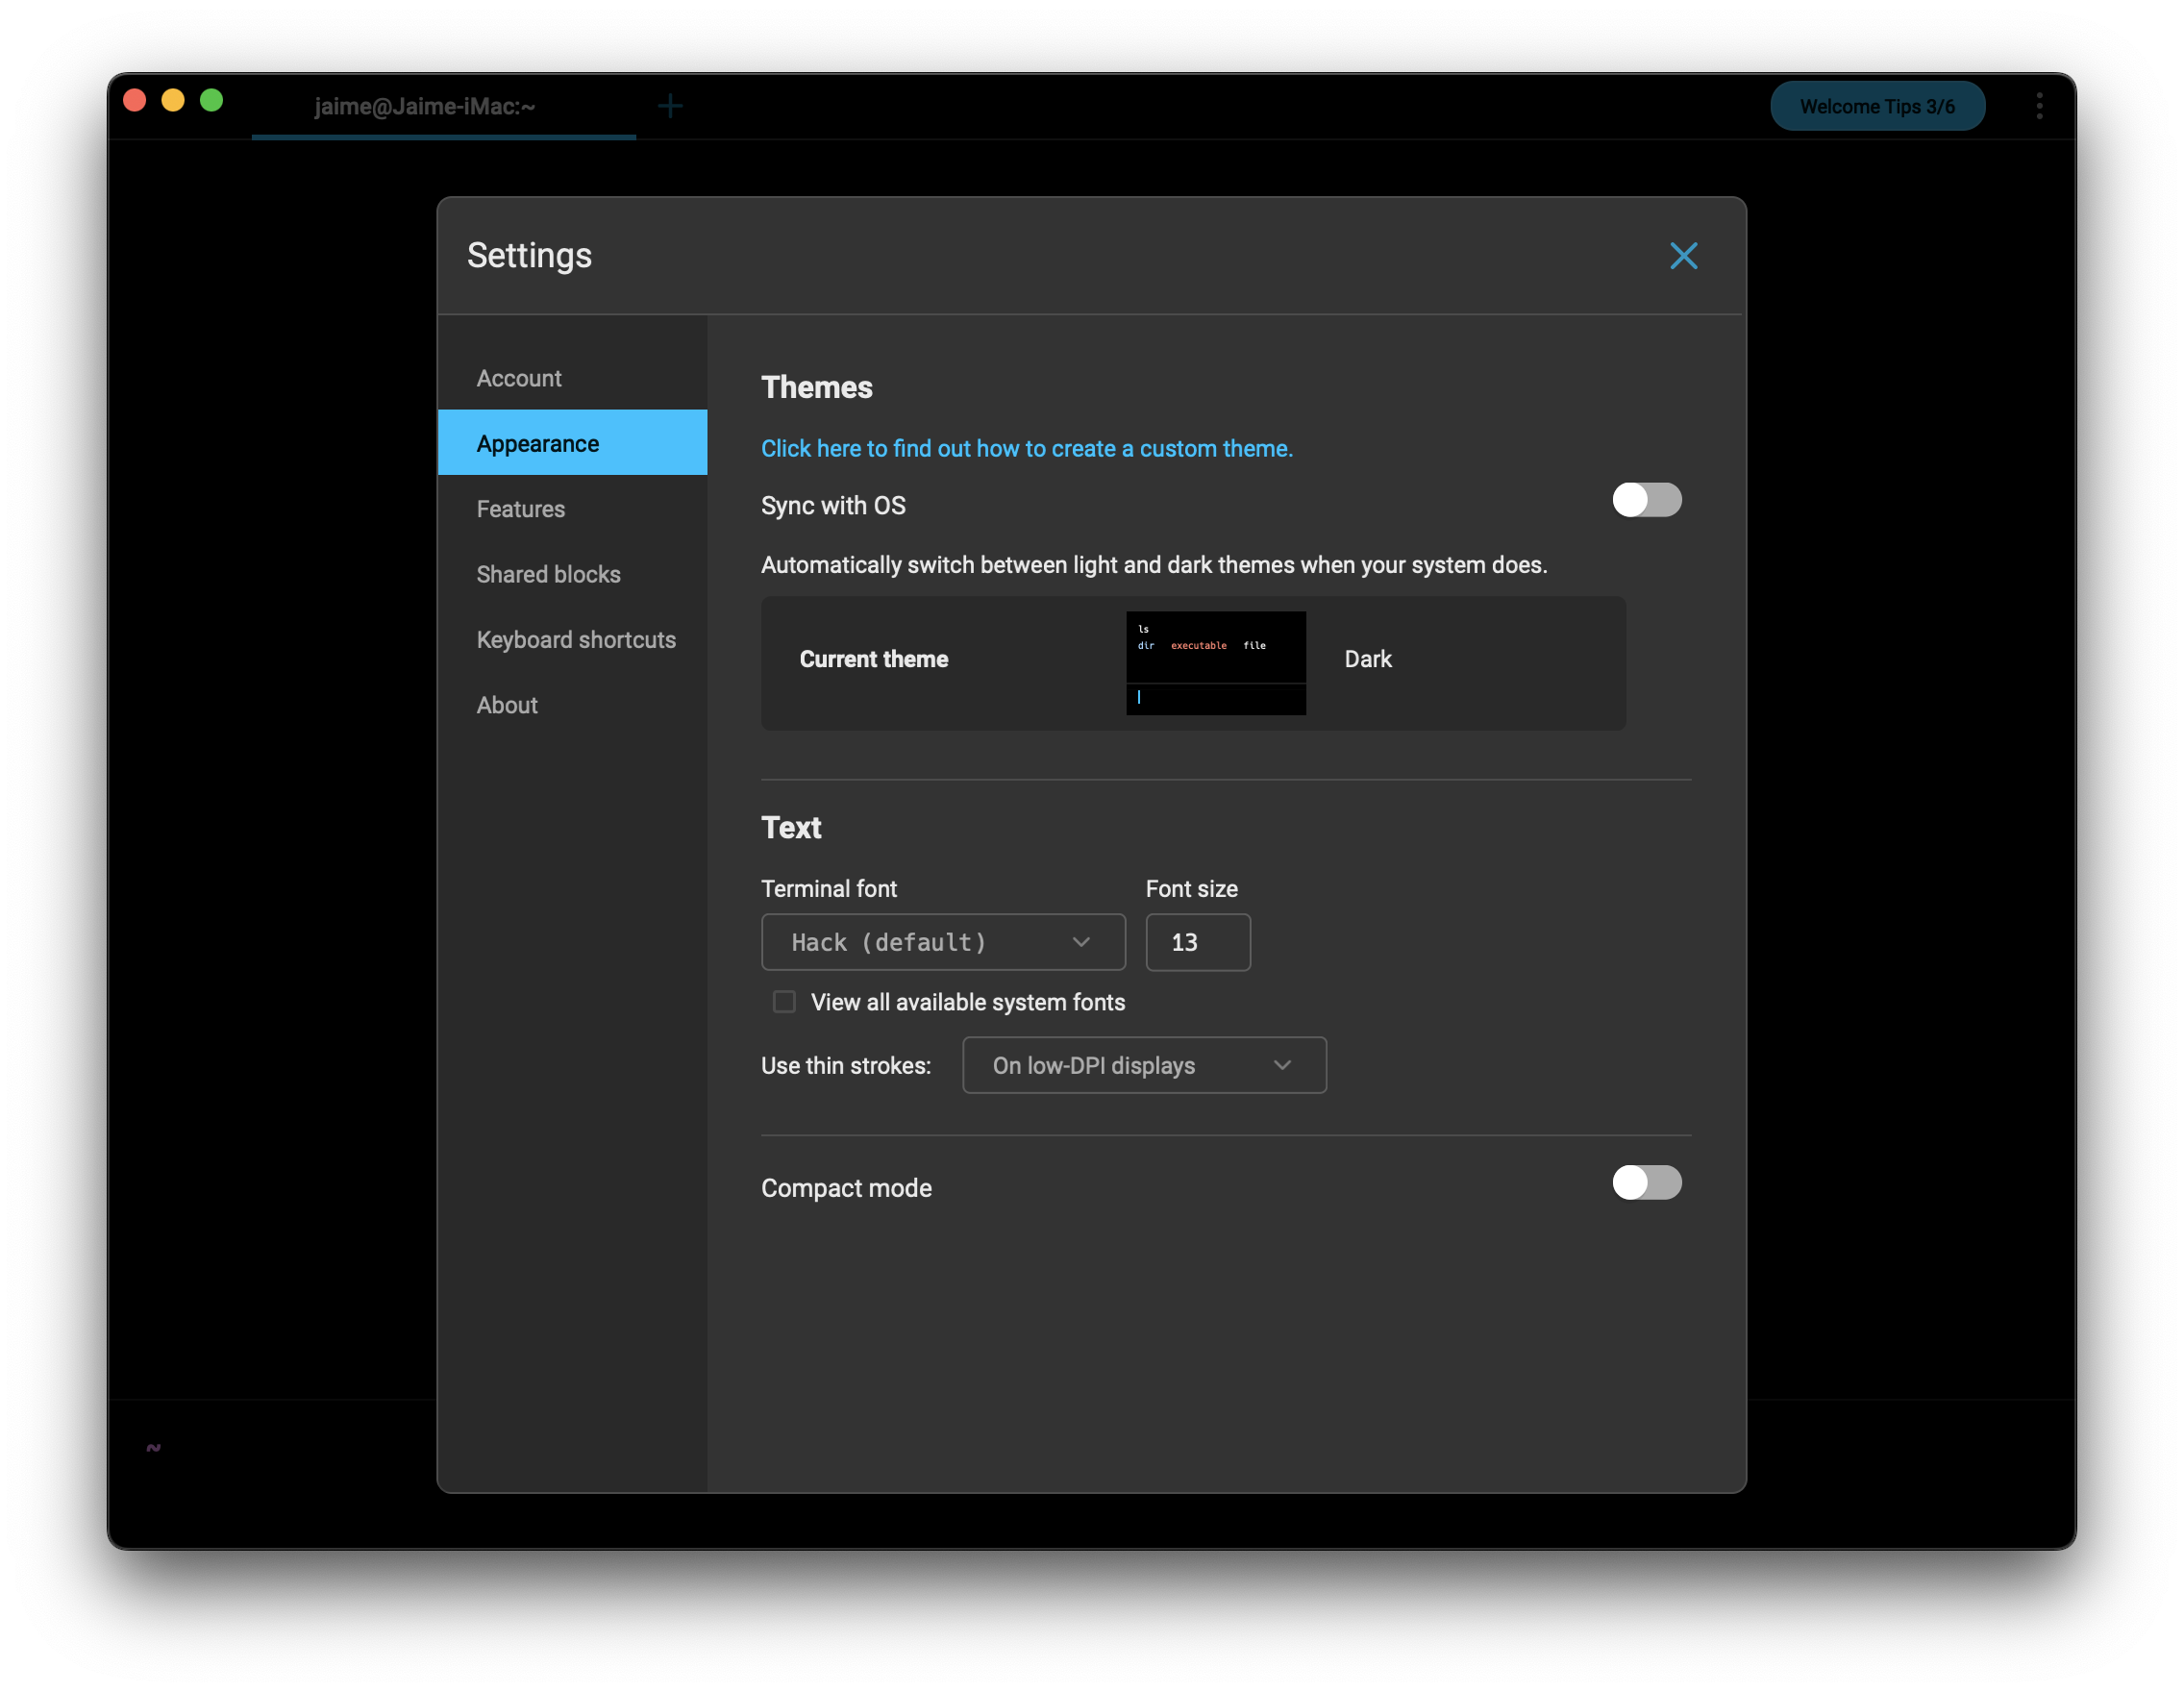 jaime@Jaime-iMac:~
Welcome Tips 3/6
Settings
Account
Appearance
Features
Shared blocks
Keyboard shortcuts
About
Themes
Click here to find out how to create a custom theme.
Sync with OS
Automatically switch between light and dark themes when your system does.
Current theme
ls
dir executable file
Dark
Text
Terminal font
Font size
Hack (default)
13
View all available system fonts
Use thin strokes:
On low-DPI displays
Compact mode
~